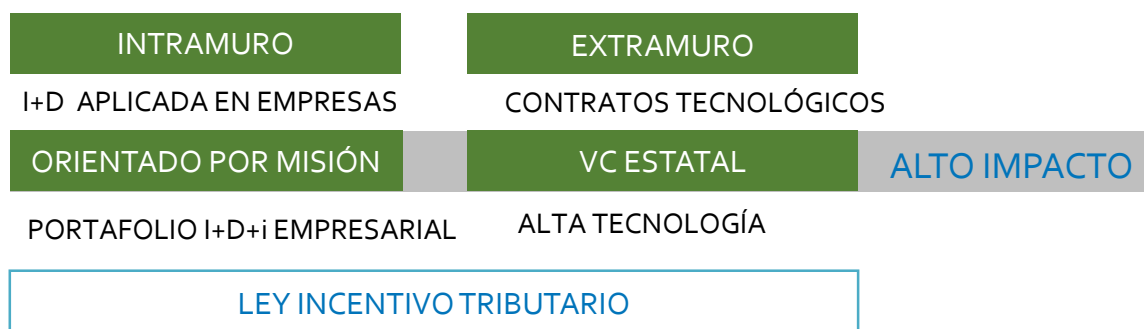 INTRAMURO
EXTRAMURO
I+D APLICADA EN EMPRESAS
CONTRATOS TECNOLÓGICOS
ORIENTADO POR MISIÓN
VC ESTATAL
ALTO IMPACTO
PORTAFOLIO I+D+i EMPRESARIAL
ALTA TECNOLOGÍA
LEY INCENTIVO TRIBUTARIO